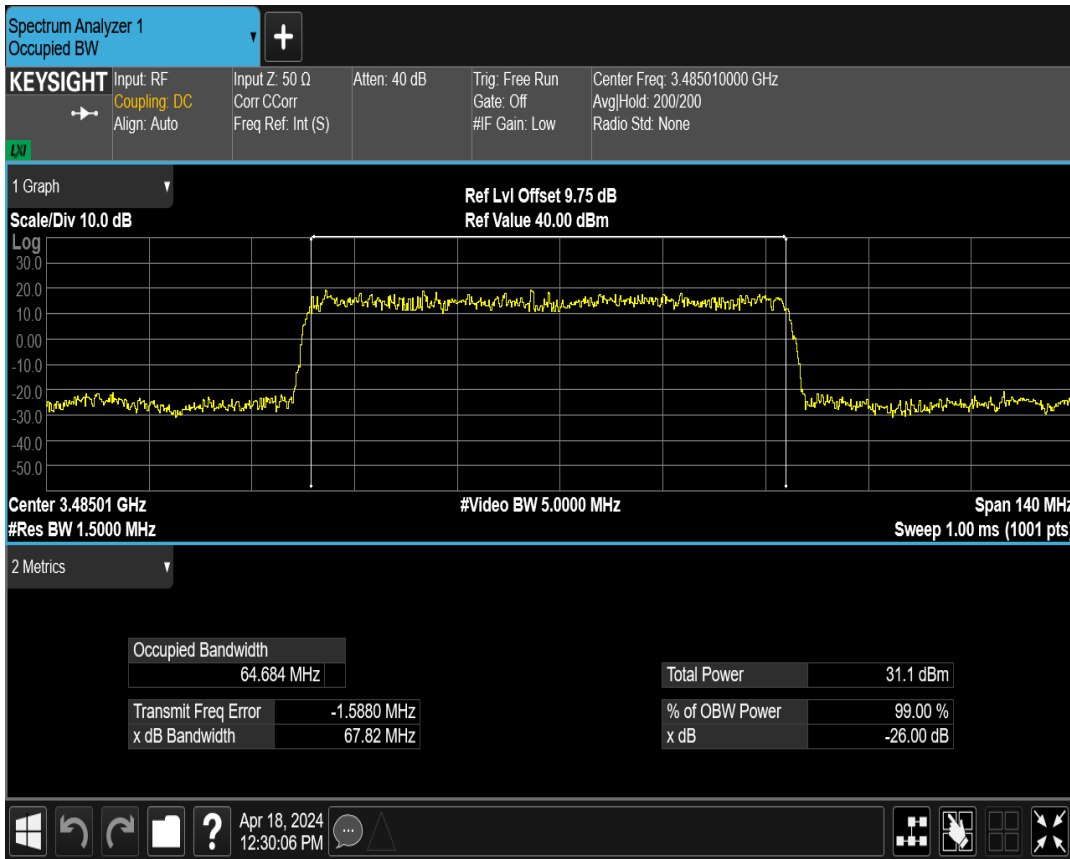 Spectrum Analyzer 1
Occupied BW
+
KEYSIGHT
LXI
Input: RF
Coupling: DC
Align: Auto
Input Z: 50 Ω
Corr CCorr
Freq Ref: Int (S)
Atten: 40 dB
Trig: Free Run
Gate: Off
#IF Gain: Low
Center Freq: 3.485010000 GHz
Avg|Hold: 200/200
Radio Std: None
1 Graph
Scale/Div 10.0 dB
Ref Lvl Offset 9.75 dB
Ref Value 40.00 dBm
Log
30.0
20.0
10.0
0.00
-10.0
-20.0
-30.0
-40.0
-50.0
Center 3.48501 GHz
#Video BW 5.0000 MHz
Span 140 MHz
#Res BW 1.5000 MHz
Sweep 1.00 ms (1001 pts)
2 Metrics
Occupied Bandwidth
64.684 MHz
Total Power 31.1 dBm
Transmit Freq Error -1.5880 MHz
% of OBW Power 99.00 %
x dB Bandwidth 67.82 MHz
x dB -26.00 dB
?
Apr 18, 2024
12:30:06 PM